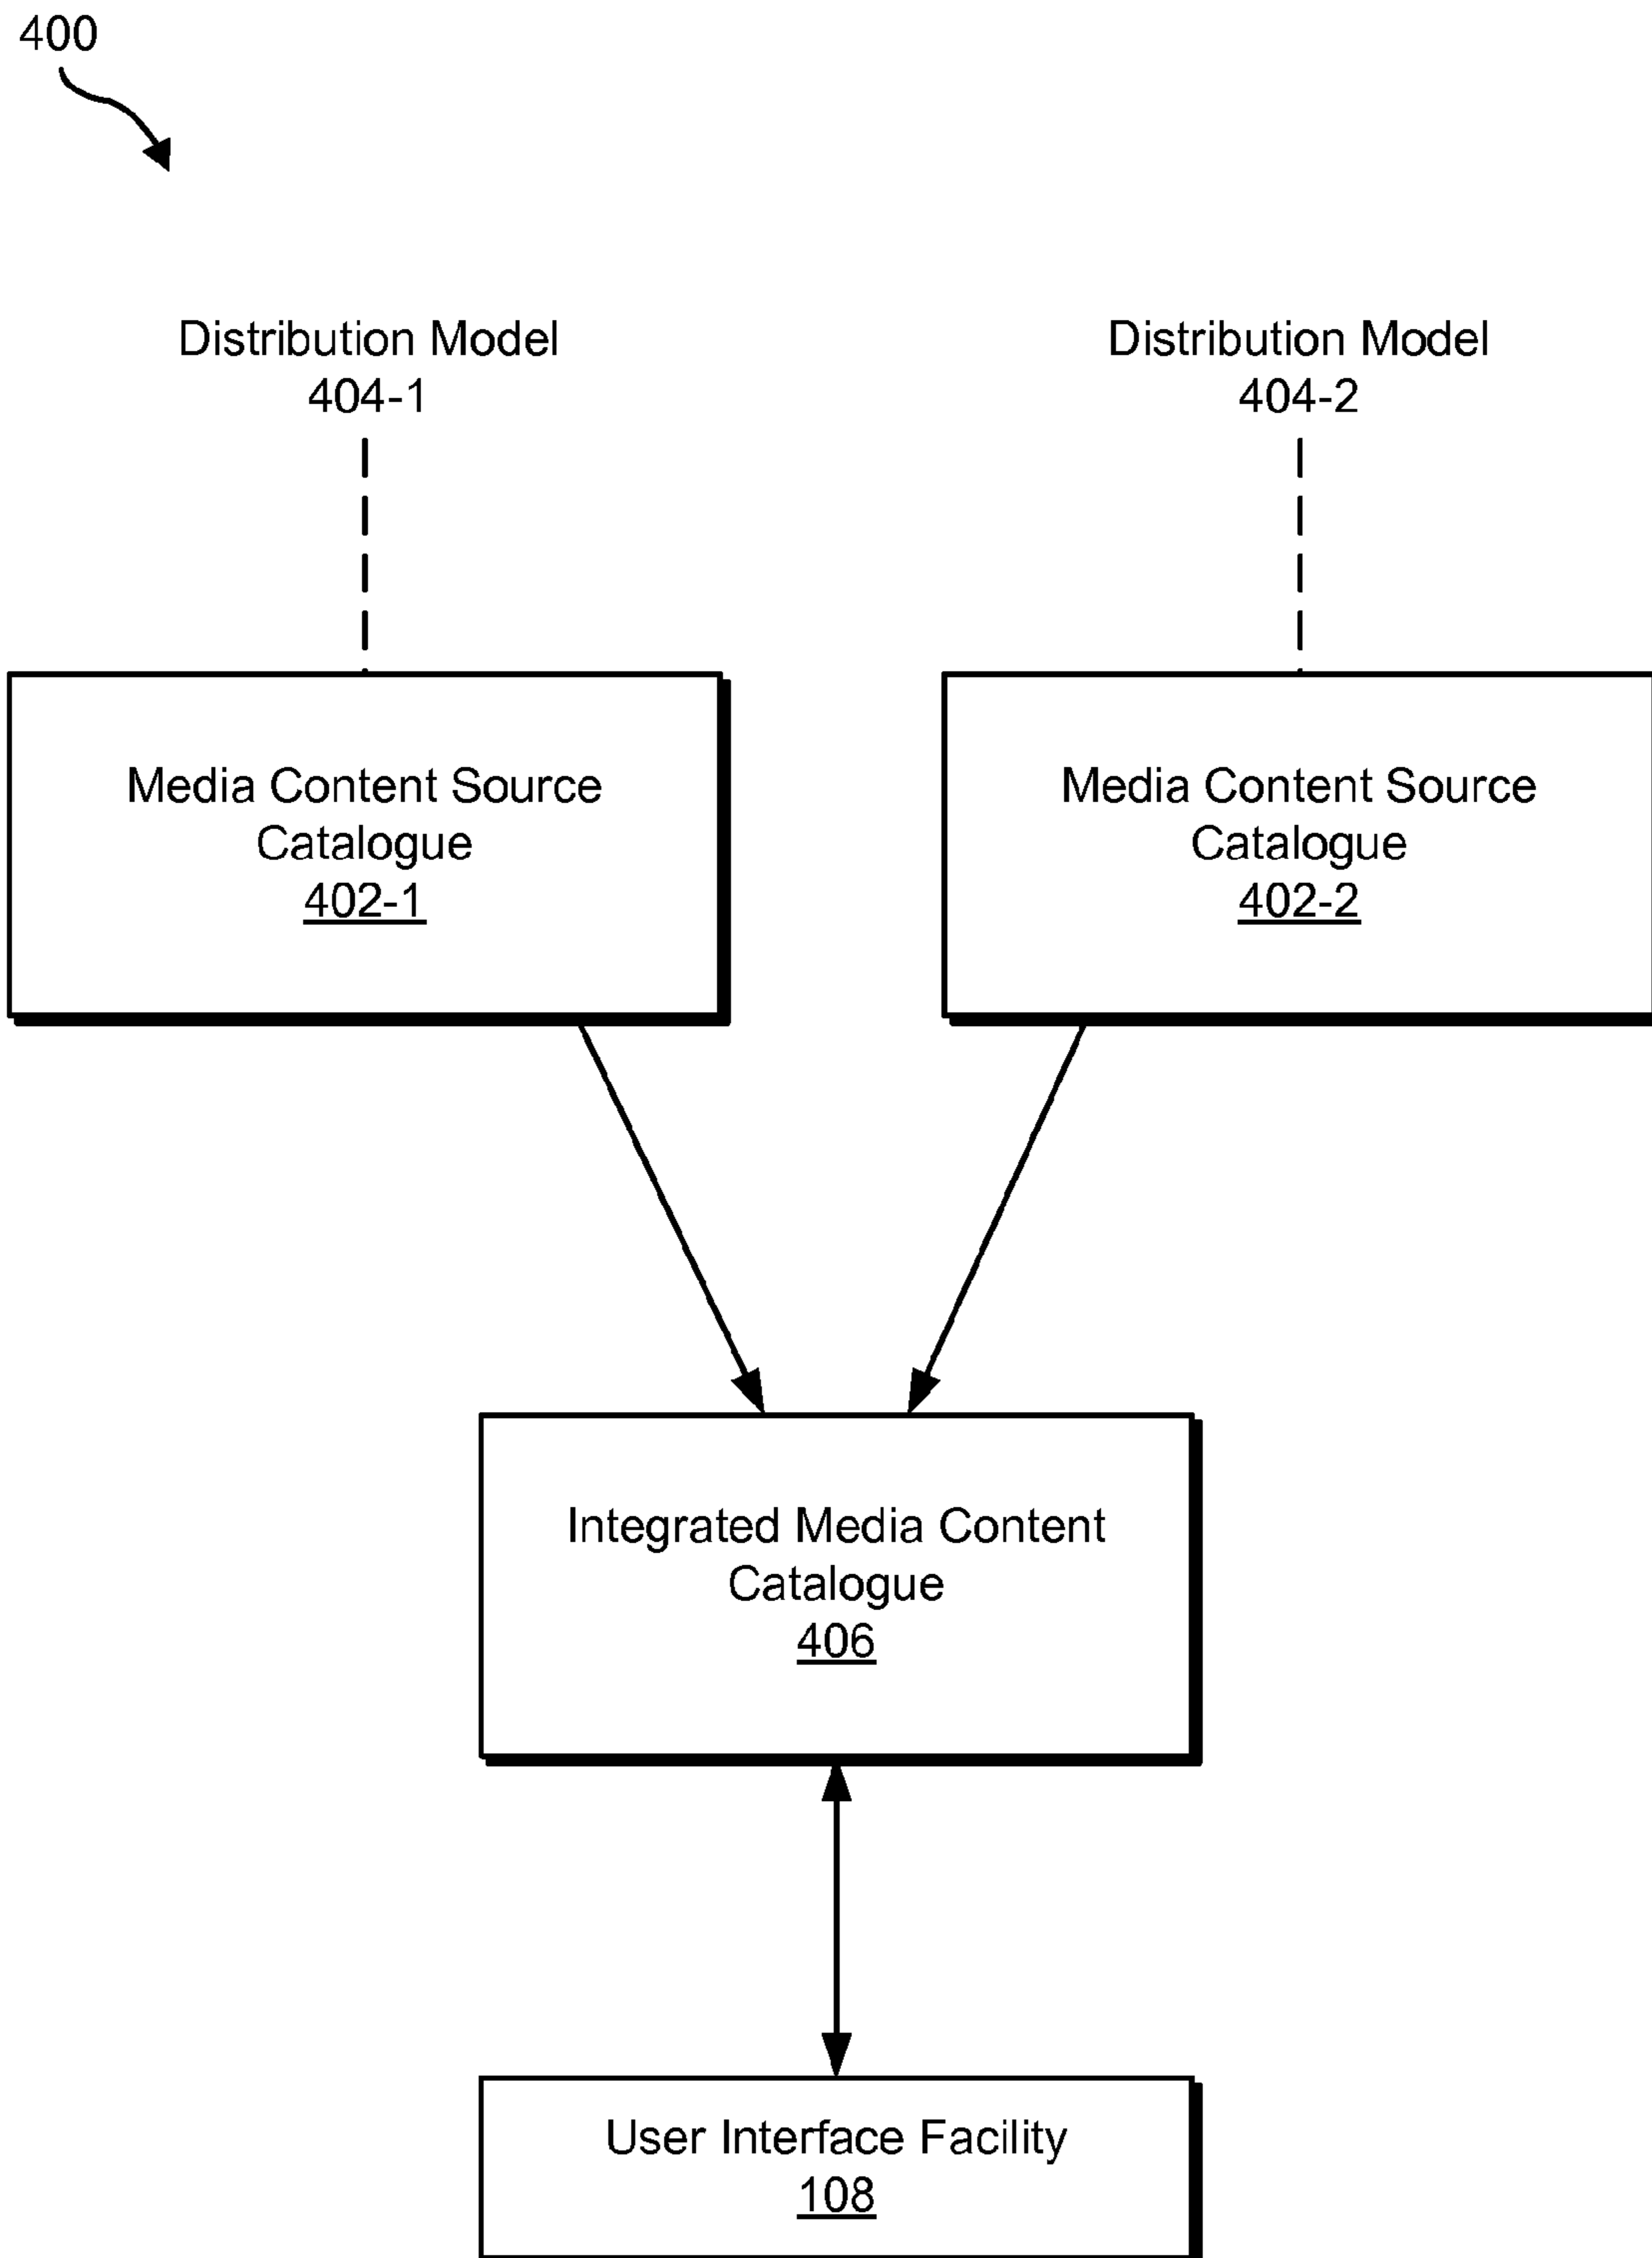 400
Distribution Model
404-1
Distribution Model
404-2
Media Content Source
Catalogue
402-1
Media Content Source
Catalogue
402-2
Integrated Media Content
Catalogue
406
User Interface Facility
108